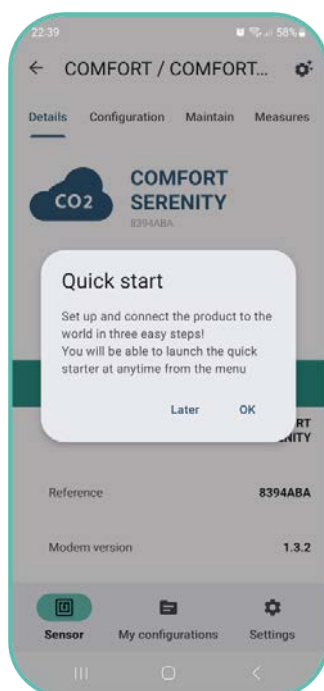 22:39
58%
COMFORT / COMFORT...
Details Configuration Maintain Measures
CO2
COMFORT
SERENITY
8394ABA
Quick start
Set up and connect the product to the
world in three easy steps!
You will be able to launch the quick
starter at anytime from the menu
Later OK
RT
ENITY
Reference 8394ABA
Modem version 1.3.2
Sensor My configurations Settings